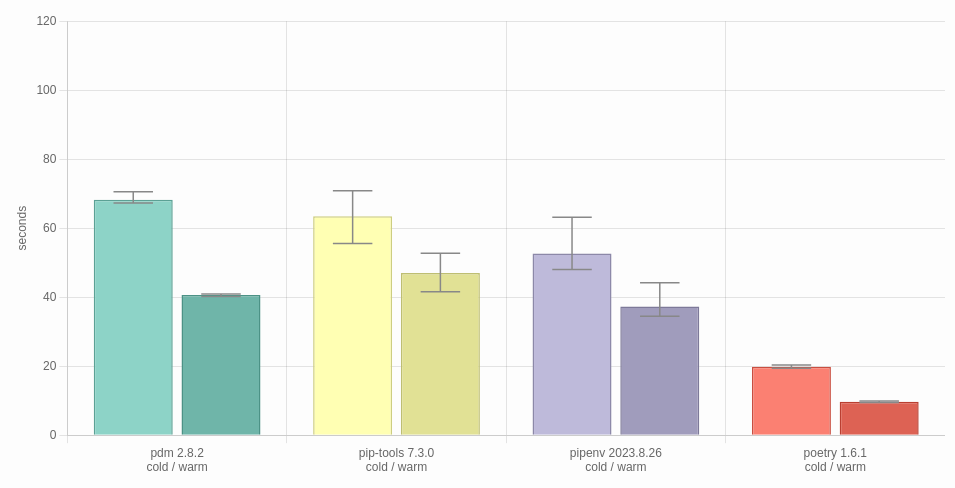 120
100
80
60
40
20
0
seconds
pdm 2.8.2
cold / warm
pip-tools 7.3.0
cold / warm
pipenv 2023.8.26
cold / warm
poetry 1.6.1
cold / warm